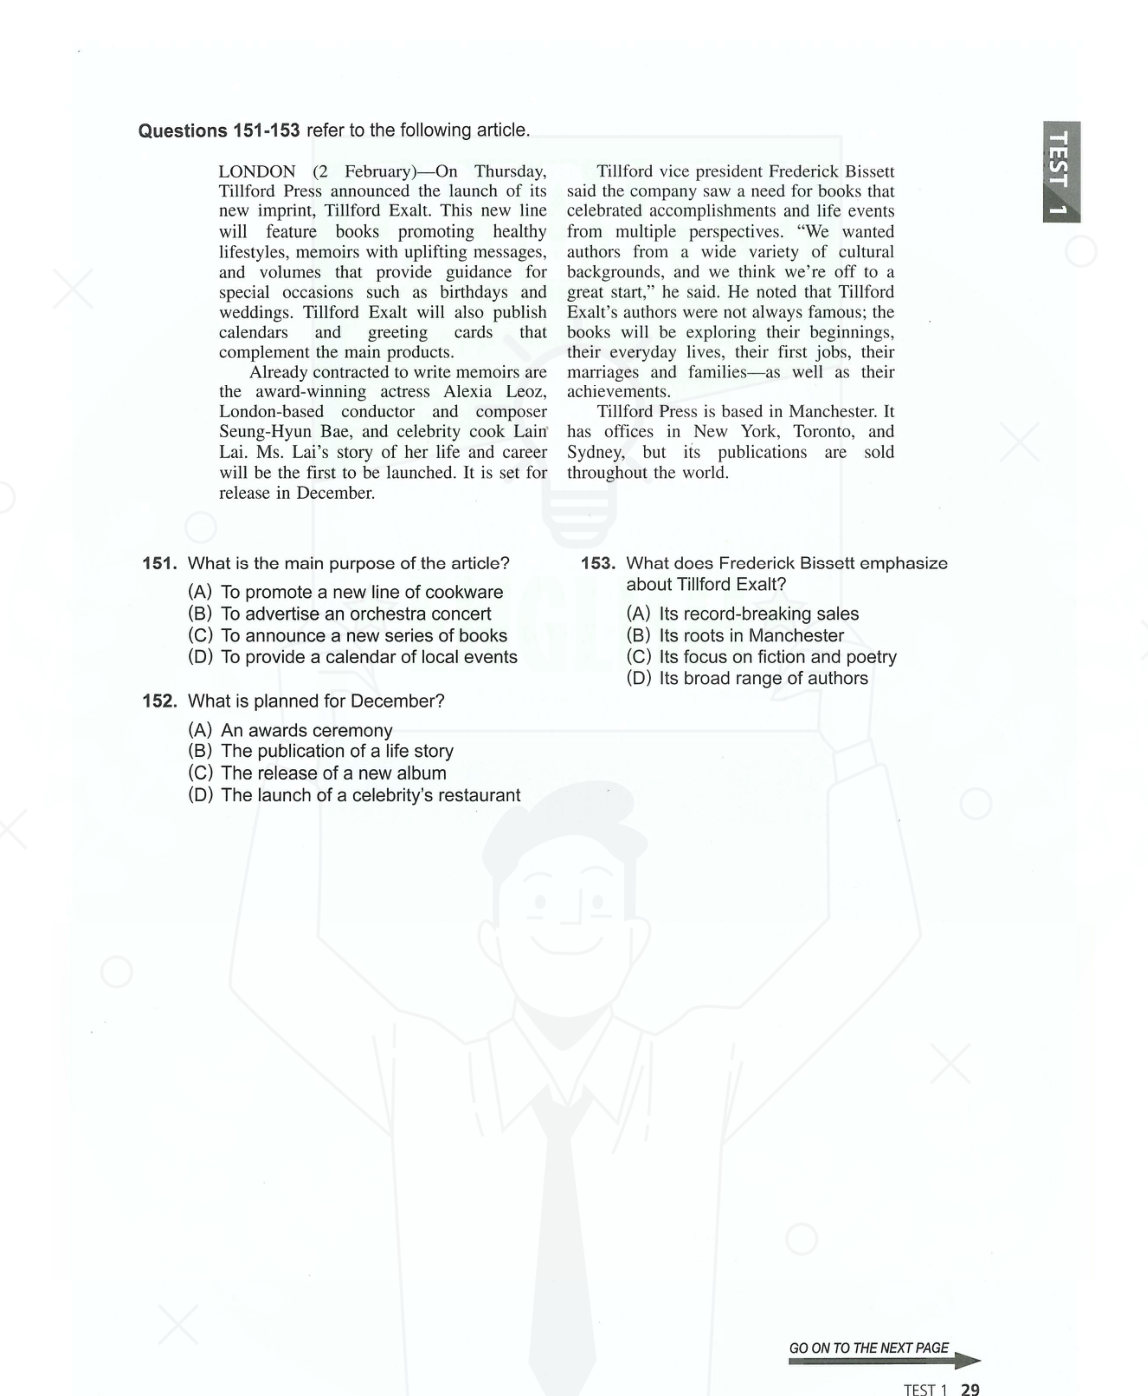 Questions 151-153 refer to the following article.
LONDON (2 February)—On Thursday,
Tillford Press announced the launch of its
new imprint, Tillford Exalt. This new line
will feature books promoting healthy
lifestyles, memoirs with uplifting messages,
and volumes that provide guidance for
special occasions such as birthdays and
weddings. Tillford Exalt will also publish
calendars and greeting cards that
complement the main products.
Already contracted to write memoirs are
the award-winning actress Alexia Leoz,
London-based conductor and composer
Seung-Hyun Bae, and celebrity cook Lain
Lai. Ms. Lai's story of her life and career
will be the first to be launched. It is set for
release in December.
Tillford vice president Frederick Bissett
said the company saw a need for books that
celebrated accomplishments and life events
from multiple perspectives. “We wanted
authors from a wide variety of cultural
backgrounds, and we think we're off to a
great start,” he said. He noted that Tillford
Exalt's authors were not always famous; the
books will be exploring their beginnings,
their everyday lives, their first jobs, their
marriages and families—as well as their
achievements.
Tillford Press is based in Manchester. It
has offices in New York, Toronto, and
Sydney, but its publications are sold
throughout the world.
151. What is the main purpose of the article?
(A) To promote a new line of cookware
(B) To advertise an orchestra concert
(C) To announce a new series of books
(D) To provide a calendar of local events
152. What is planned for December?
(A) An awards ceremony
(B) The publication of a life story
(C) The release of a new album
(D) The launch of a celebrity's restaurant
153. What does Frederick Bissett emphasize
about Tillford Exalt?
(A) Its record-breaking sales
(B) Its roots in Manchester
(C) Its focus on fiction and poetry
(D) Its broad range of authors
TEST 1
GO ON TO THE NEXT PAGE
TEST 1 29